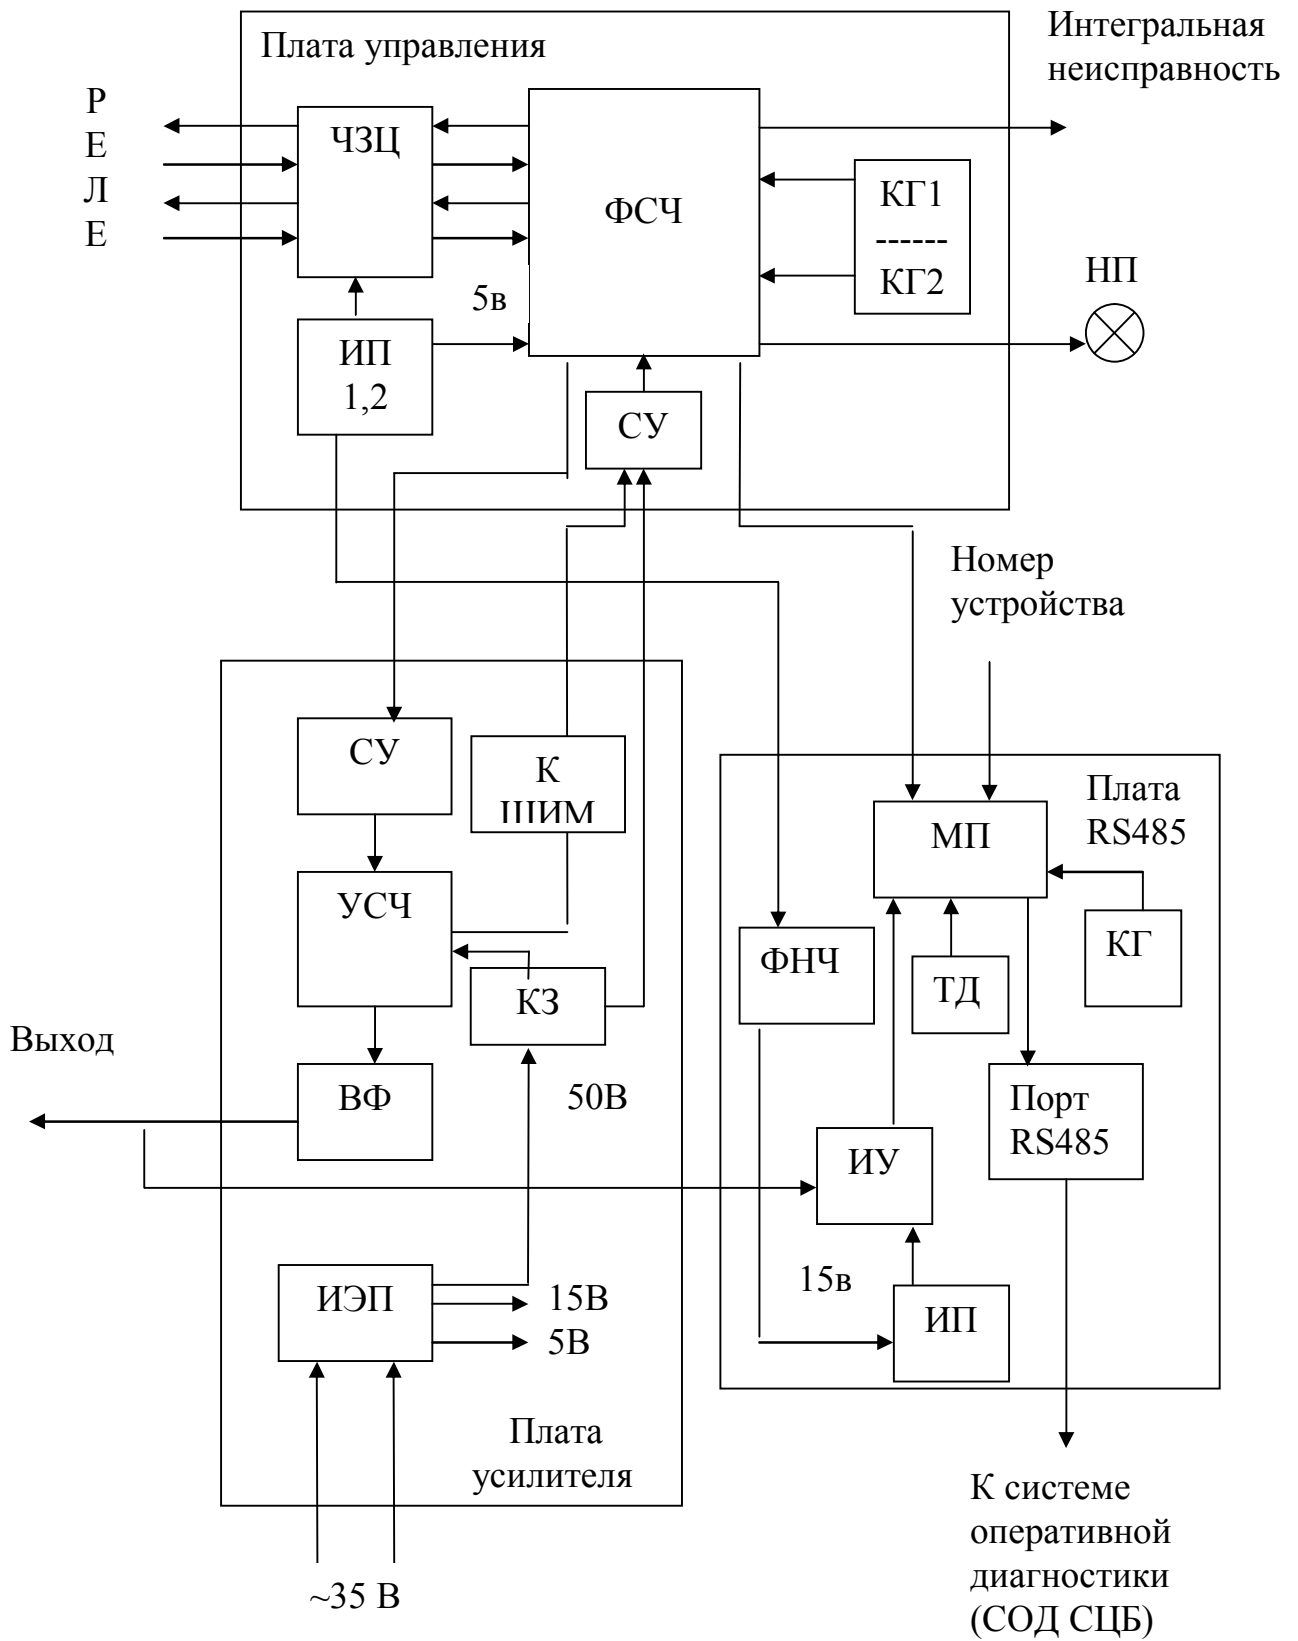 Плата управления
Интегральная
неисправность
Р
Е
Л
Е
ЧЗЦ
ФСЧ
КГ1
------
КГ2
НП
5в
ИП
1,2
СУ
Номер
устройства
СУ
К
ШИМ
Плата
RS485
МП
УСЧ
КГ
ФНЧ
ТД
КЗ
Выход
ВФ
50В
Порт
RS485
ИУ
15в
ИЭП
15В
5В
ИП
Плата
усилителя
К системе
оперативной
диагностики
(СОД СЦБ)
~35 В